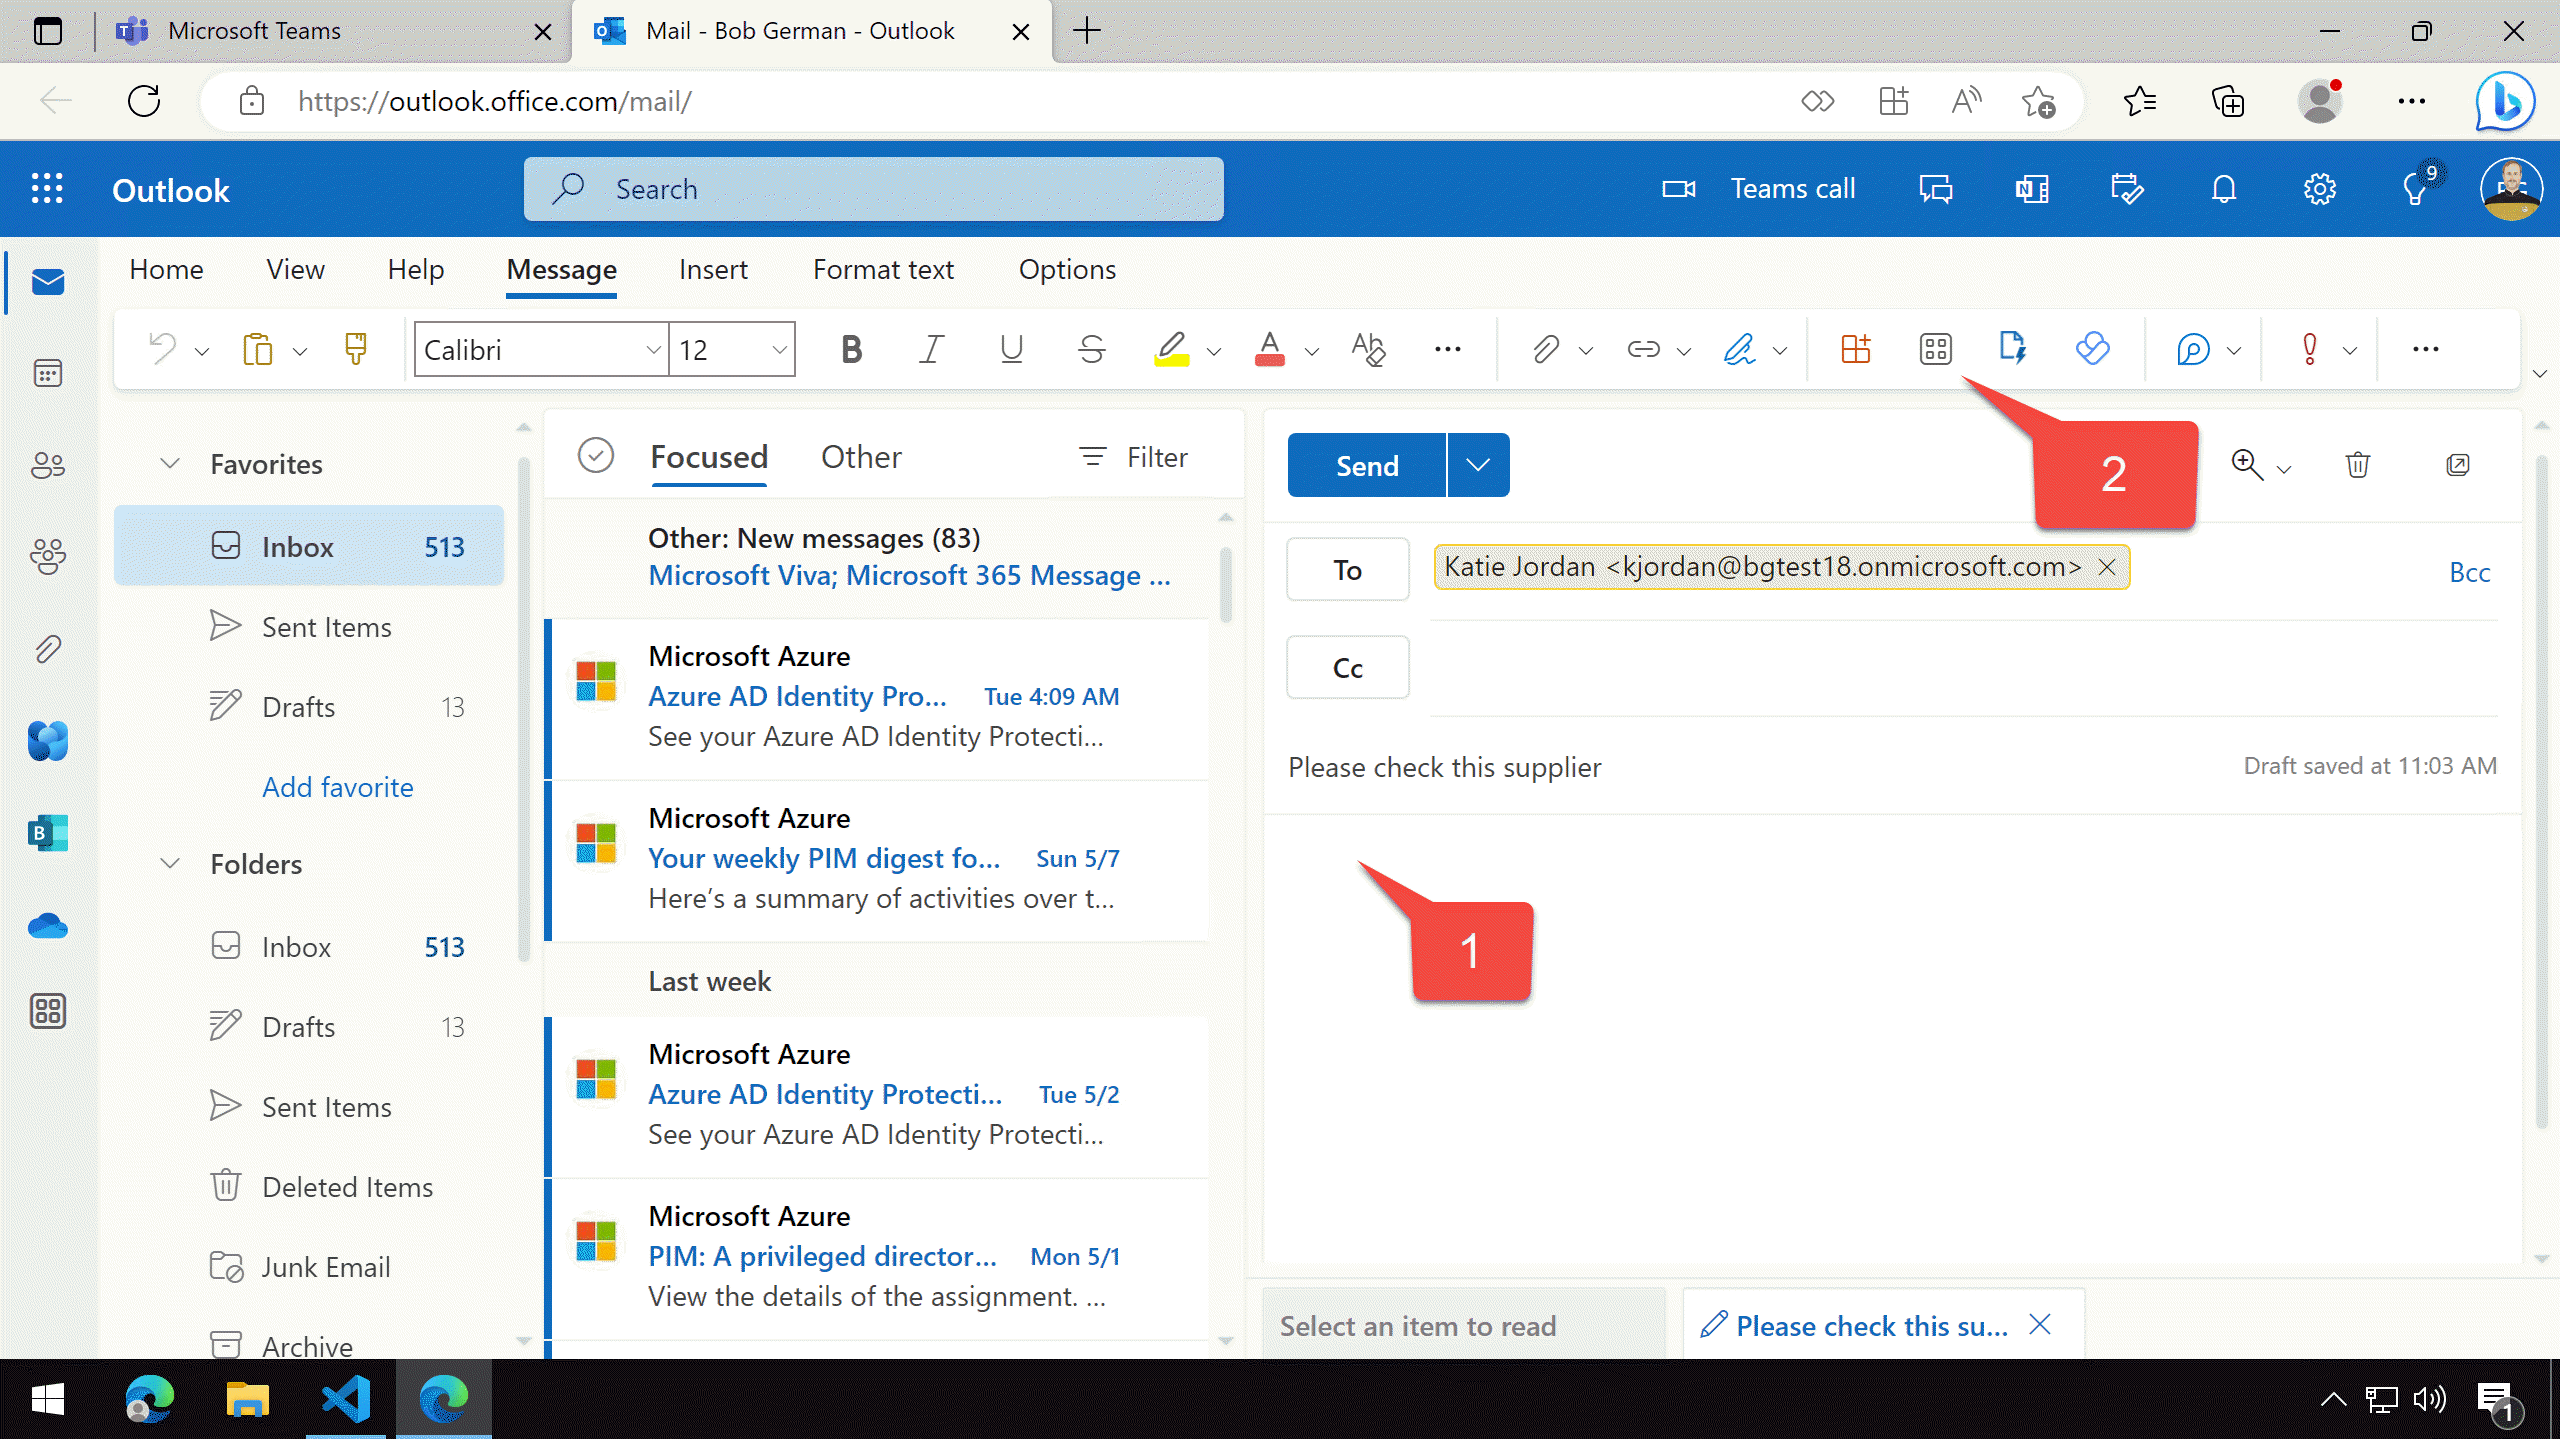 Microsoft Teams
Mail - Bob German - Outlook
https://outlook.office.com/mail/
Outlook
Search
Teams call
9
Home View Help Message Insert Format text Options
Calibri 12
Favorites
Inbox 513
Sent Items
Drafts 13
Add favorite
Folders
Inbox 513
Drafts 13
Sent Items
Deleted Items
Junk Email
Archive
Focused Other Filter
Other: New messages (83)
Microsoft Viva; Microsoft 365 Message ...
Microsoft Azure
Azure AD Identity Pro... Tue 4:09 AM
See your Azure AD Identity Protecti...
Microsoft Azure
Your weekly PIM digest fo... Sun 5/7
Here’s a summary of activities over t...
Last week
Microsoft Azure
Azure AD Identity Protecti... Tue 5/2
See your Azure AD Identity Protecti...
Microsoft Azure
PIM: A privileged director... Mon 5/1
View the details of the assignment. ...
Send
2
To Katie Jordan <kjordan@bgtest18.onmicrosoft.com> Bcc
Cc
Please check this supplier Draft saved at 11:03 AM
1
Select an item to read Please check this su...
1